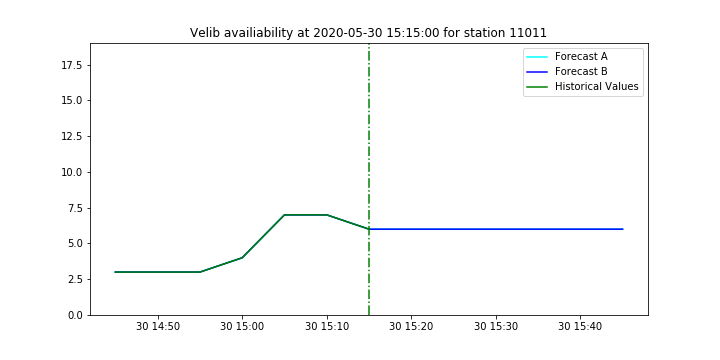 Velib availiability at 2020-05-30 15:15:00 for station 11011
Forecast A
Forecast B
Historical Values
17.5
15.0
12.5
10.0
7.5
5.0
2.5
0.0
30 14:50 30 15:00 30 15:10 30 15:20 30 15:30 30 15:40